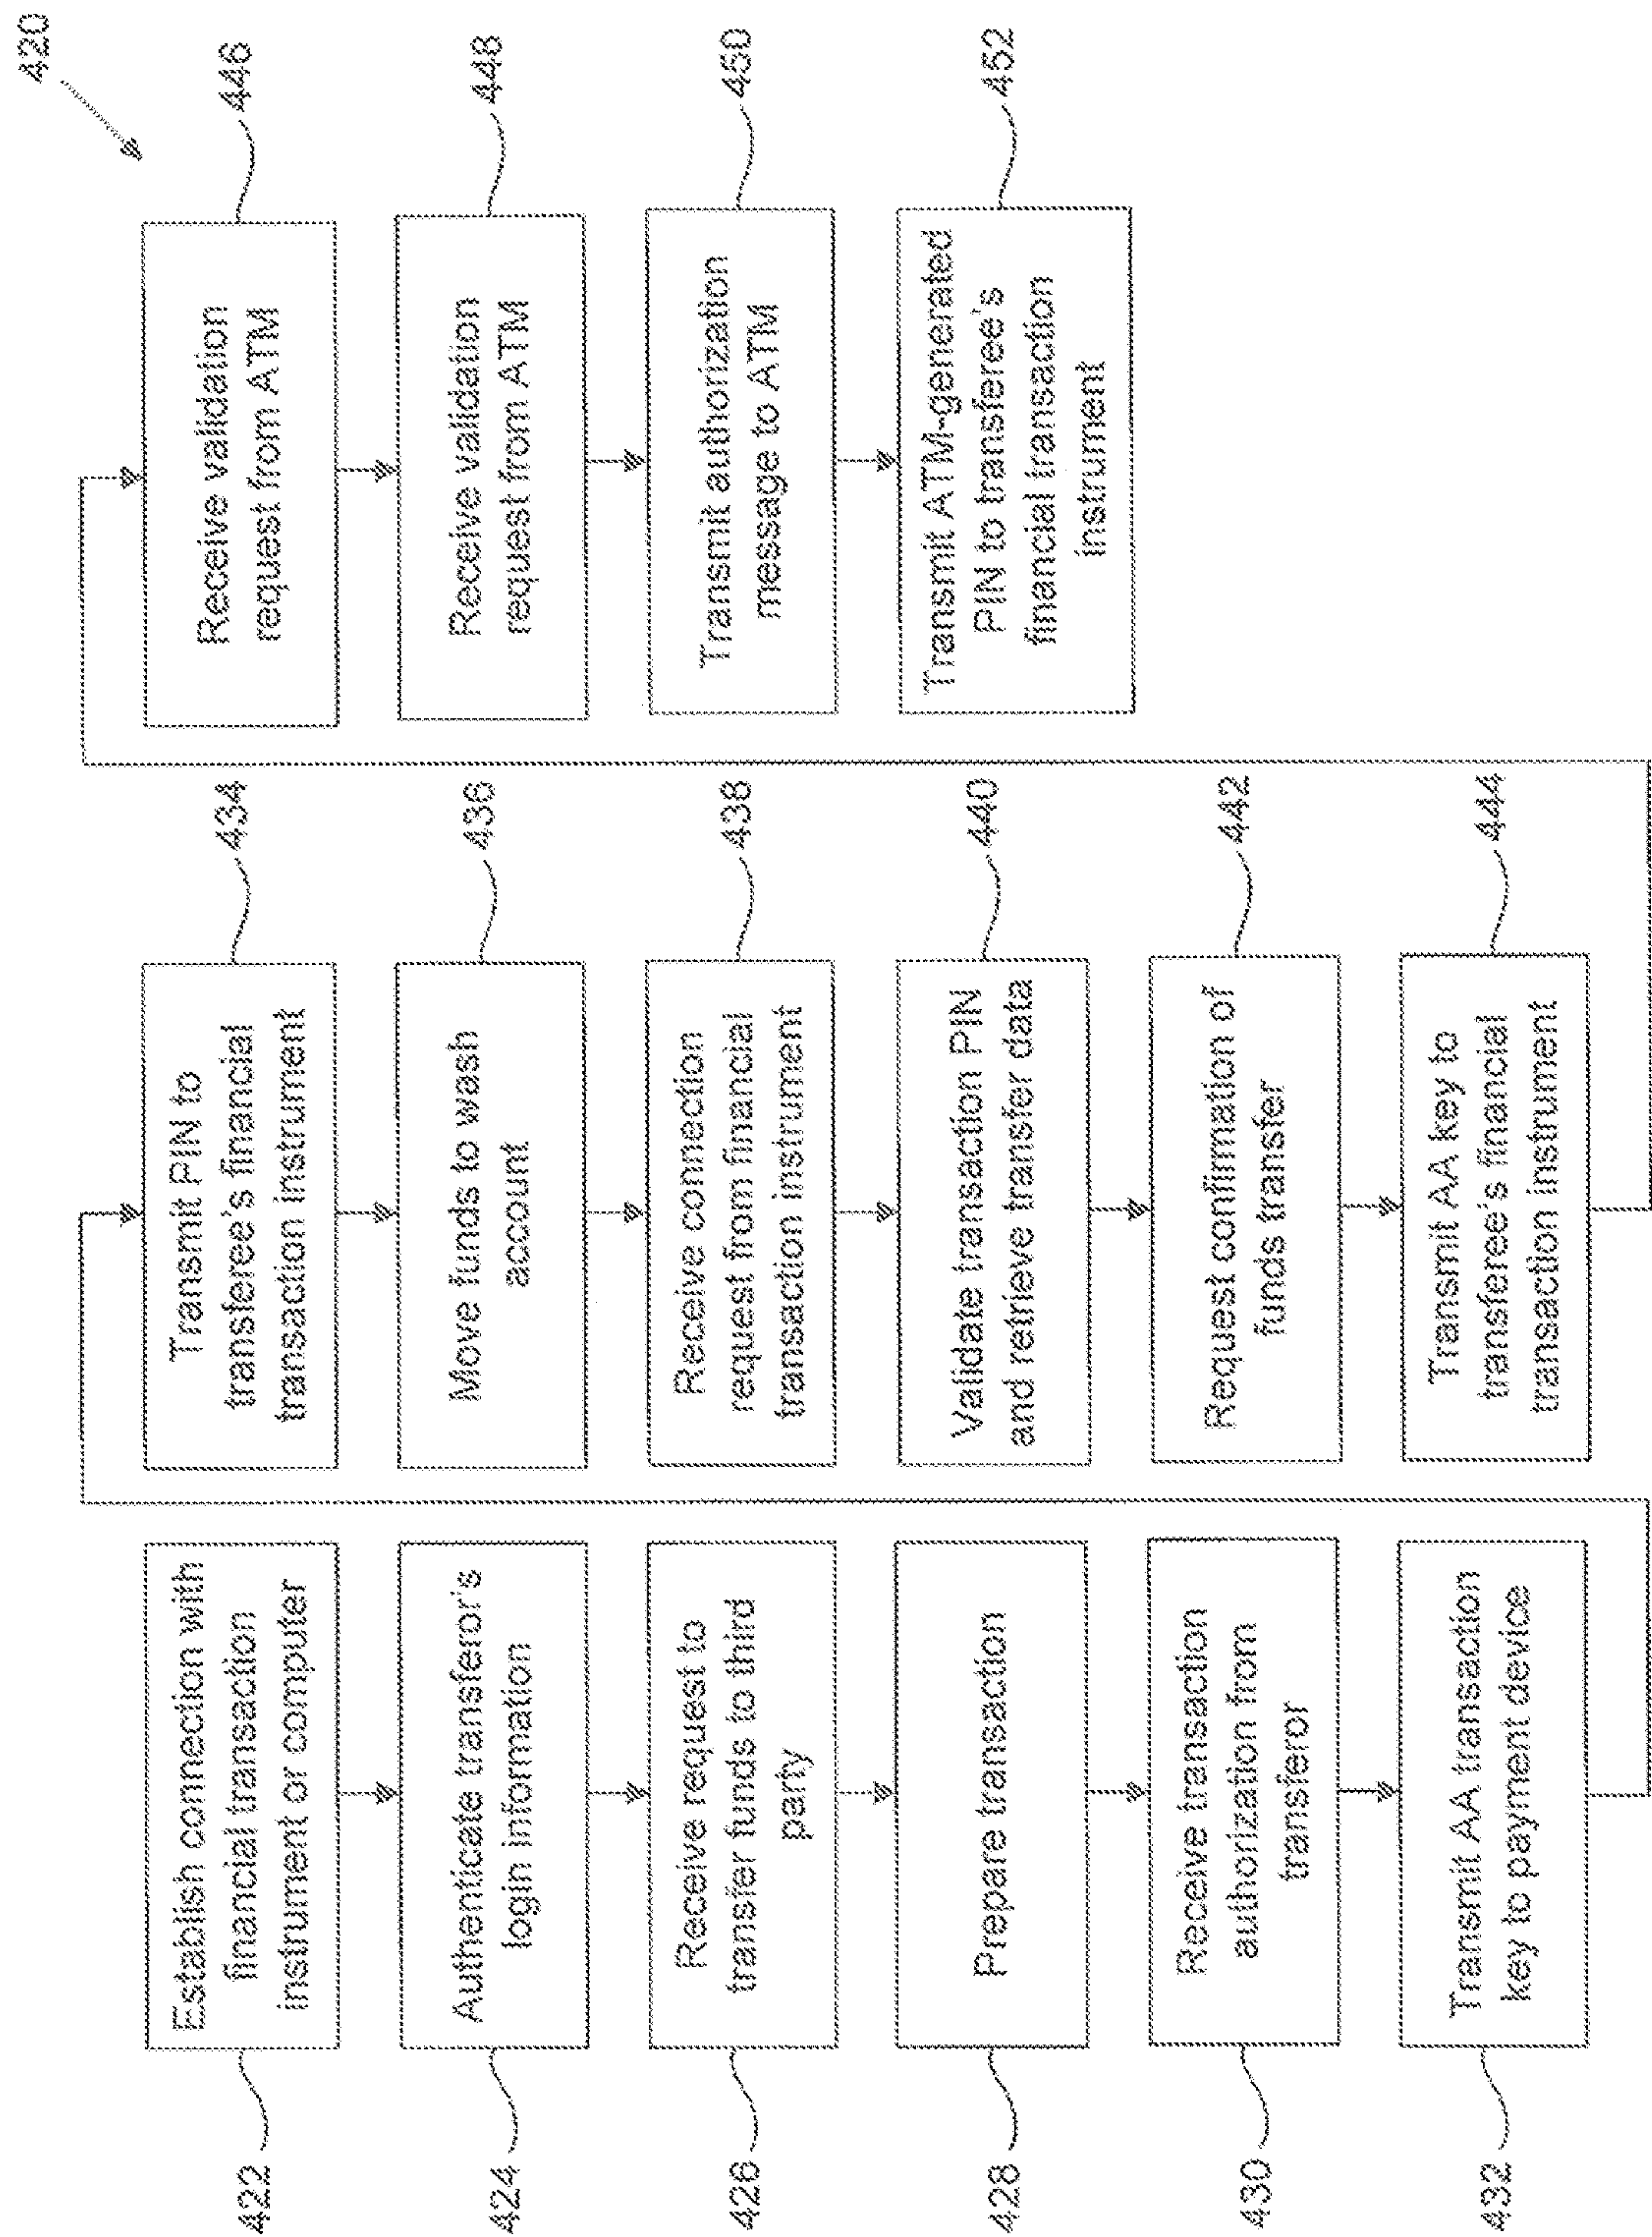 420
422
Establish connection with
financial transaction
instrument or computer
424
Authenticate transferor's
login information
426
Receive request to
transfer funds to third
party
428
Prepare transaction
430
Receive transaction
authorization from
transferor
432
Transmit AA transaction
key to payment device
434
Transmit PIN to
transferee's financial
transaction instrument
436
Move funds to wash
account
438
Receive connection
request from financial
transaction instrument
440
Validate transaction PIN
and retrieve transfer data
442
Request confirmation of
funds transfer
444
Transmit AA key to
transferee's financial
transaction instrument
446
Receive validation
request from ATM
448
Receive validation
request from ATM
450
Transmit authorization
message to ATM
452
Transmit ATM-generated
PIN to transferee's
financial transaction
instrument